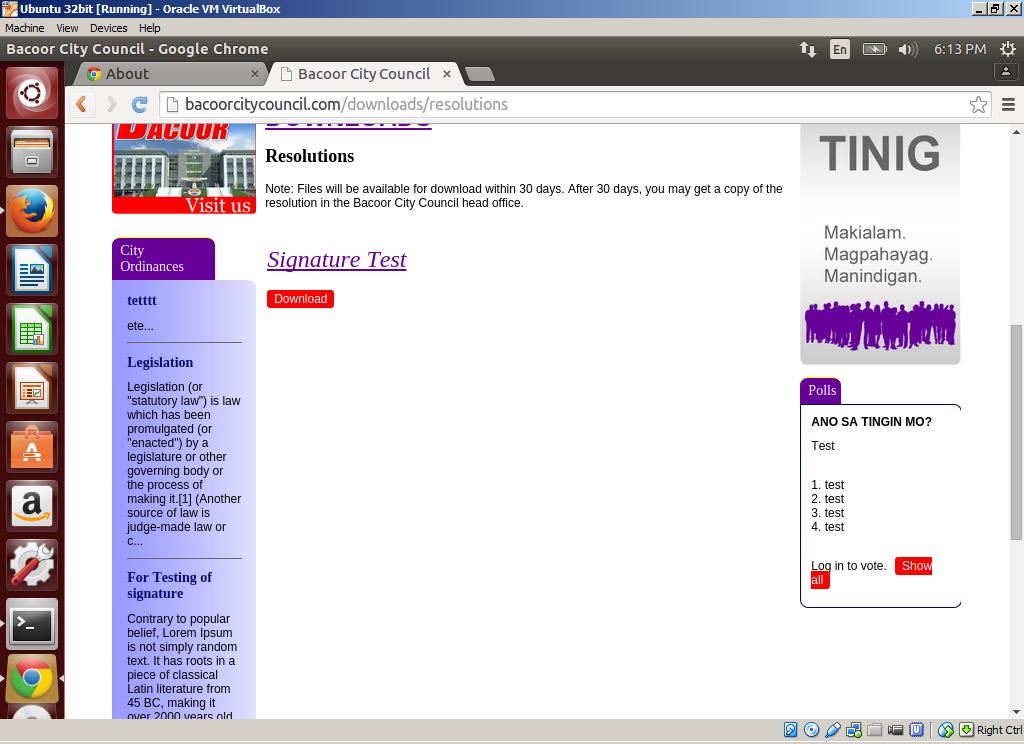 Ubuntu 32bit [Running] - Oracle VM VirtualBox
Machine View Devices Help
Bacoor City Council - Google Chrome
En
6:13 PM
About
Bacoor City Council
bacoorcitycouncil.com/downloads/resolutions
BACOOR
Visit us
DOWNLOADS
Resolutions
Note: Files will be available for download within 30 days. After 30 days, you may get a copy of the
resolution in the Bacoor City Council head office.
Signature Test
Download
City
Ordinances
tetttt
ete...
Legislation
Legislation (or
"statutory law") is law
which has been
promulgated (or
"enacted") by a
legislature or other
governing body or
the process of
making it.[1] (Another
source of law is
judge-made law or
c...
For Testing of
signature
Contrary to popular
belief, Lorem Ipsum
is not simply random
text. It has roots in a
piece of classical
Latin literature from
45 BC, making it
over 2000 years old.
TINIG
Makialam.
Magpahayag.
Manindigan.
Polls
ANO SA TINGIN MO?
Test
1. test
2. test
3. test
4. test
Log in to vote. Show
all
Right Ctrl